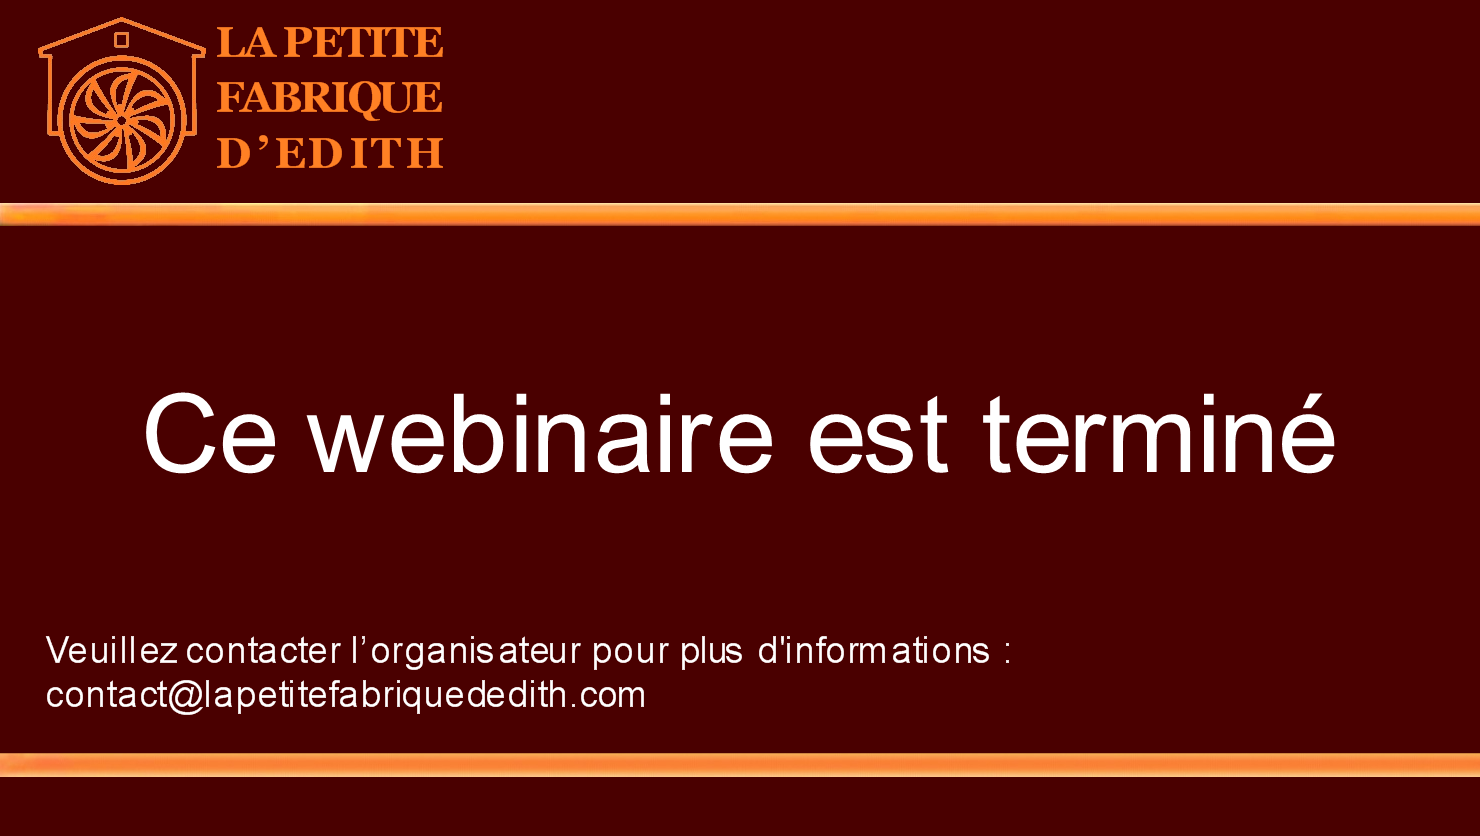 LA PETITE
FABRIQUE
D’EDITH
Ce webinaire est terminé
Veuillez contacter l’organisateur pour plus d'informations :
contact@lapetitefabriquededith.com